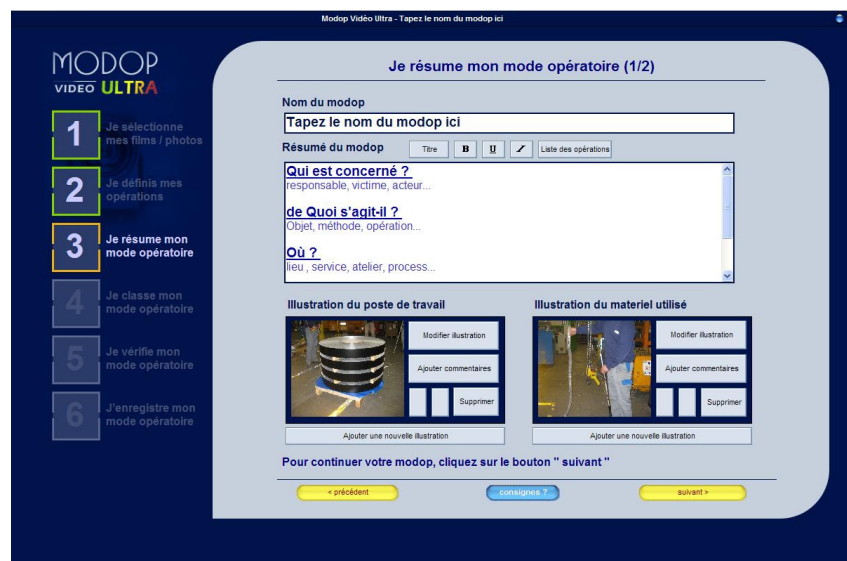 Modop Vidéo Ultra - Tapez le nom du modop ici
MODOP
VIDEO ULTRA
1
Je sélectionne
mes films / photos
2
Je définis mes
opérations
3
Je résume mon
mode opératoire
4
Je classe mon
mode opératoire
5
Je vérifie mon
mode opératoire
6
J'enregistre mon
mode opératoire
Je résume mon mode opératoire (1/2)
Nom du modop
Tapez le nom du modop ici
Résumé du modop Titre B U I Liste des opérations
Qui est concerné ?
responsable, victime, acteur...
de Quoi s'agit-il ?
Objet, méthode, opération...
Où ?
lieu , service, atelier, process...
Illustration du poste de travail
Modifier illustration
Ajouter commentaires
Supprimer
Ajouter une nouvelle illustration
Illustration du materiel utilisé
Modifier illustration
Ajouter commentaires
Supprimer
Ajouter une nouvelle illustration
Pour continuer votre modop, cliquez sur le bouton " suivant "
< précédent
consignes ?
suivant >